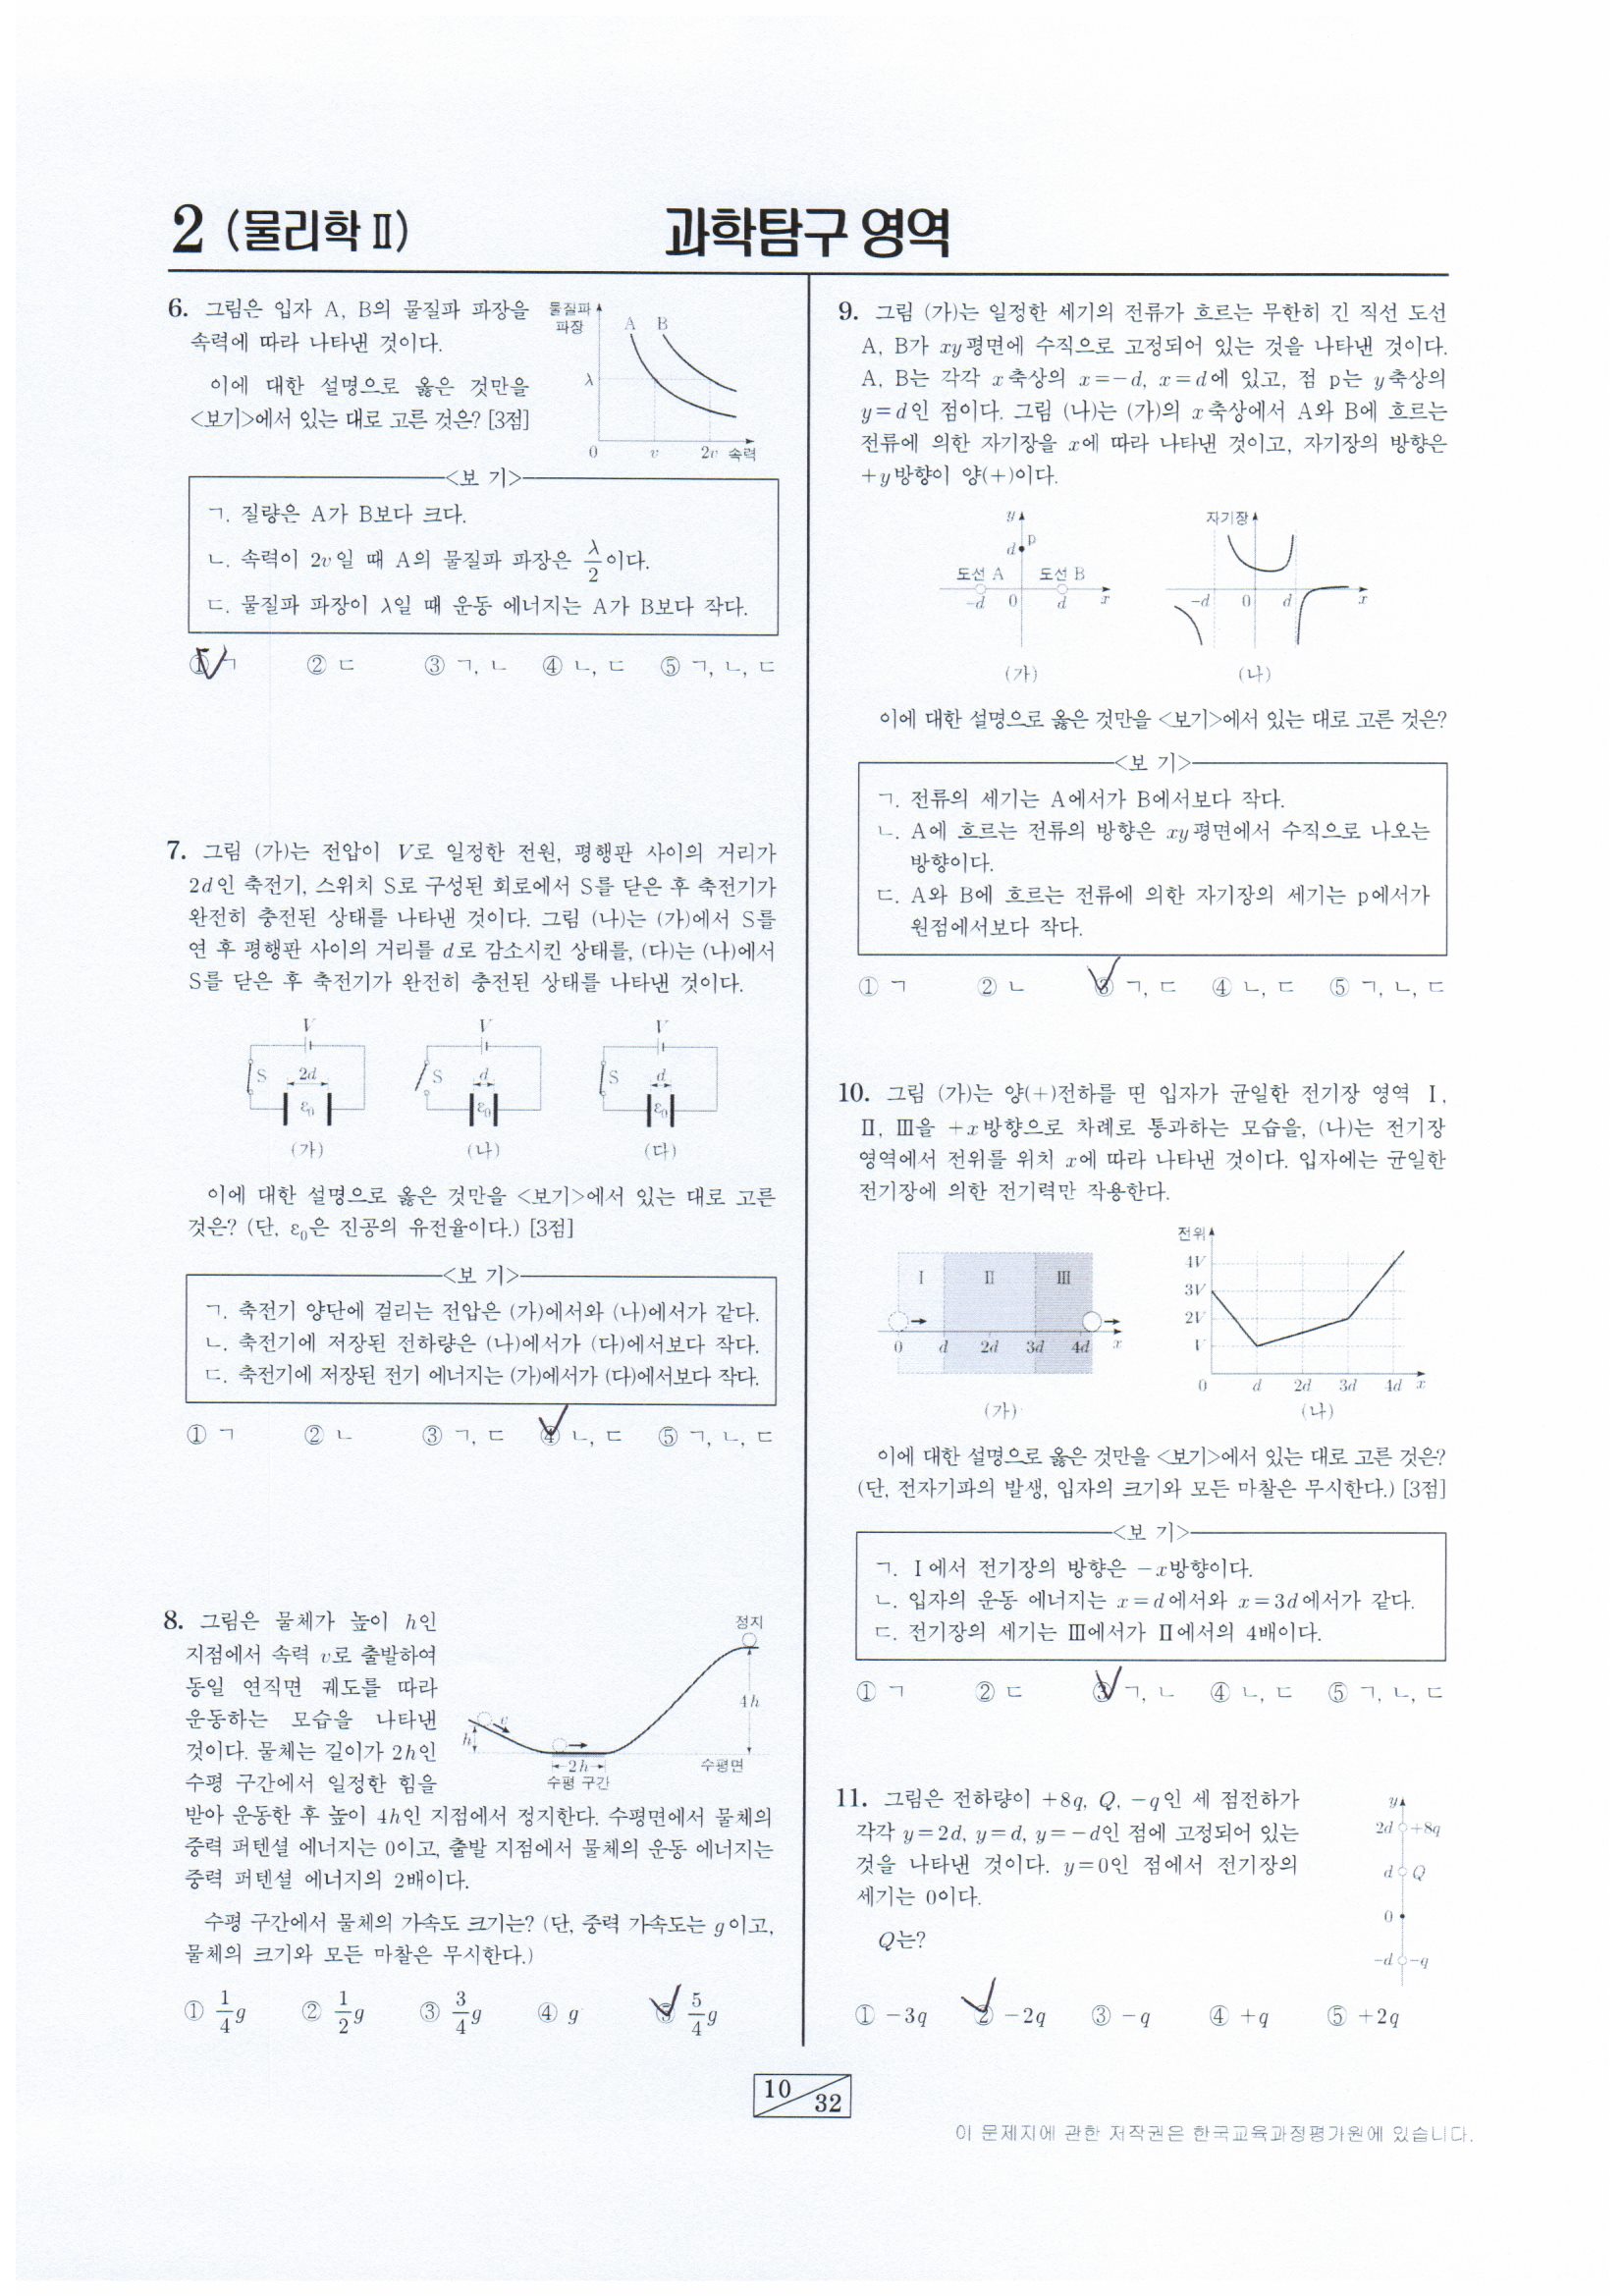 2 (물리학 Ⅱ)
과학탐구 영역
6. 그림은 입자 A, B의 물질파 파장을
속력에 따라 나타낸 것이다.
이에 대한 설명으로 옳은 것만을
<보기>에서 있는 대로 고른 것은? [3점]
물질파
파장
A B
λ
0 v 2v 속력
<보 기>
ㄱ. 질량은 A가 B보다 크다.
ㄴ. 속력이 2v일 때 A의 물질파 파장은 λ/2이다.
ㄷ. 물질파 파장이 λ일 때 운동 에너지는 A가 B보다 작다.
① ㄱ ② ㄷ ③ ㄱ, ㄴ ④ ㄴ, ㄷ ⑤ ㄱ, ㄴ, ㄷ
7. 그림 (가)는 전압이 V로 일정한 전원, 평행판 사이의 거리가
2d인 축전기, 스위치 S로 구성된 회로에서 S를 닫은 후 축전기가
완전히 충전된 상태를 나타낸 것이다. 그림 (나)는 (가)에서 S를
연 후 평행판 사이의 거리를 d로 감소시킨 상태를, (다)는 (나)에서
S를 닫은 후 축전기가 완전히 충전된 상태를 나타낸 것이다.
V V V
S 2d S d S d
ε₀ ε₀ ε₀
(가) (나) (다)
이에 대한 설명으로 옳은 것만을 <보기>에서 있는 대로 고른
것은? (단, ε₀은 진공의 유전율이다.) [3점]
<보 기>
ㄱ. 축전기 양단에 걸리는 전압은 (가)에서와 (나)에서가 같다.
ㄴ. 축전기에 저장된 전하량은 (나)에서가 (다)에서보다 작다.
ㄷ. 축전기에 저장된 전기 에너지는 (가)에서가 (다)에서보다 작다.
① ㄱ ② ㄴ ③ ㄱ, ㄷ ④ ㄴ, ㄷ ⑤ ㄱ, ㄴ, ㄷ
8. 그림은 물체가 높이 h인
지점에서 속력 v로 출발하여
동일 연직면 궤도를 따라
운동하는 모습을 나타낸
것이다. 물체는 길이가 2h인
수평 구간에서 일정한 힘을
받아 운동한 후 높이 4h인 지점에서 정지한다. 수평면에서 물체의
중력 퍼텐셜 에너지는 0이고, 출발 지점에서 물체의 운동 에너지는
중력 퍼텐셜 에너지의 2배이다.
정지
4h
v
h
2h
수평 구간
수평면
수평 구간에서 물체의 가속도 크기는? (단, 중력 가속도는 g이고,
물체의 크기와 모든 마찰은 무시한다.)
① 1/4 g ② 1/2 g ③ 3/4 g ④ g ⑤ 5/4 g
9. 그림 (가)는 일정한 세기의 전류가 흐르는 무한히 긴 직선 도선
A, B가 xy평면에 수직으로 고정되어 있는 것을 나타낸 것이다.
A, B는 각각 x축상의 x=-d, x=d에 있고, 점 p는 y축상의
y=d인 점이다. 그림 (나)는 (가)의 x축상에서 A와 B에 흐르는
전류에 의한 자기장을 x에 따라 나타낸 것이고, 자기장의 방향은
+y방향이 양(+)이다.
y
d p
도선 A 도선 B
-d 0 d x
(가)
자기장
-d 0 d x
(나)
이에 대한 설명으로 옳은 것만을 <보기>에서 있는 대로 고른 것은?
<보 기>
ㄱ. 전류의 세기는 A에서가 B에서보다 작다.
ㄴ. A에 흐르는 전류의 방향은 xy평면에서 수직으로 나오는
방향이다.
ㄷ. A와 B에 흐르는 전류에 의한 자기장의 세기는 p에서가
원점에서보다 작다.
① ㄱ ② ㄴ ③ ㄱ, ㄷ ④ ㄴ, ㄷ ⑤ ㄱ, ㄴ, ㄷ
10. 그림 (가)는 양(+)전하를 띤 입자가 균일한 전기장 영역 Ⅰ,
Ⅱ, Ⅲ을 +x방향으로 차례로 통과하는 모습을, (나)는 전기장
영역에서 전위를 위치 x에 따라 나타낸 것이다. 입자에는 균일한
전기장에 의한 전기력만 작용한다.
Ⅰ Ⅱ Ⅲ
0 d 2d 3d 4d x
(가)
전위
4V
3V
2V
V
0 d 2d 3d 4d x
(나)
이에 대한 설명으로 옳은 것만을 <보기>에서 있는 대로 고른 것은?
(단, 전자기파의 발생, 입자의 크기와 모든 마찰은 무시한다.) [3점]
<보 기>
ㄱ. Ⅰ에서 전기장의 방향은 -x방향이다.
ㄴ. 입자의 운동 에너지는 x=d에서와 x=3d에서가 같다.
ㄷ. 전기장의 세기는 Ⅲ에서가 Ⅱ에서의 4배이다.
① ㄱ ② ㄷ ③ ㄱ, ㄴ ④ ㄴ, ㄷ ⑤ ㄱ, ㄴ, ㄷ
11. 그림은 전하량이 +8q, Q, -q인 세 점전하가
각각 y=2d, y=d, y=-d인 점에 고정되어 있는
것을 나타낸 것이다. y=0인 점에서 전기장의
세기는 0이다.
Q는?
y
2d +8q
d Q
0
-d -q
① -3q ② -2q ③ -q ④ +q ⑤ +2q
10
32
이 문제지에 관한 저작권은 한국교육과정평가원에 있습니다.